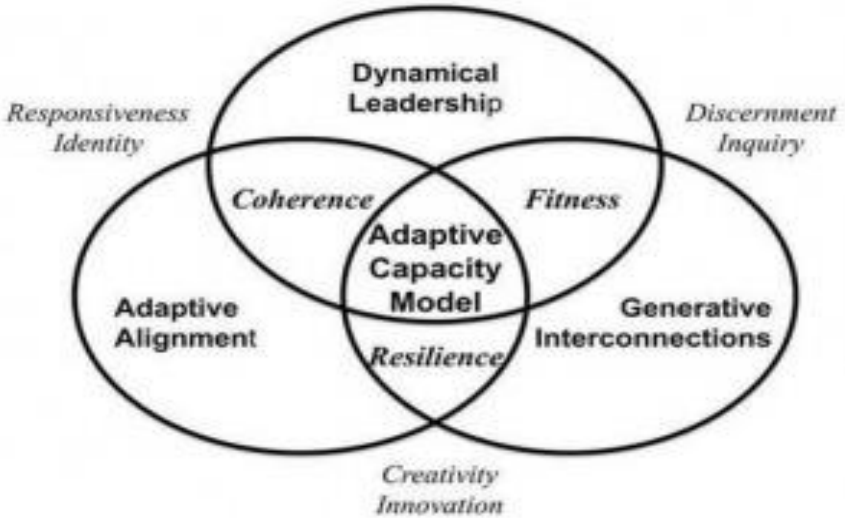 Dynamical
Leadership
Responsiveness
Identity
Discernment
Inquiry
Coherence
Fitness
Adaptive
Capacity
Model
Adaptive
Alignment
Generative
Interconnections
Resilience
Creativity
Innovation